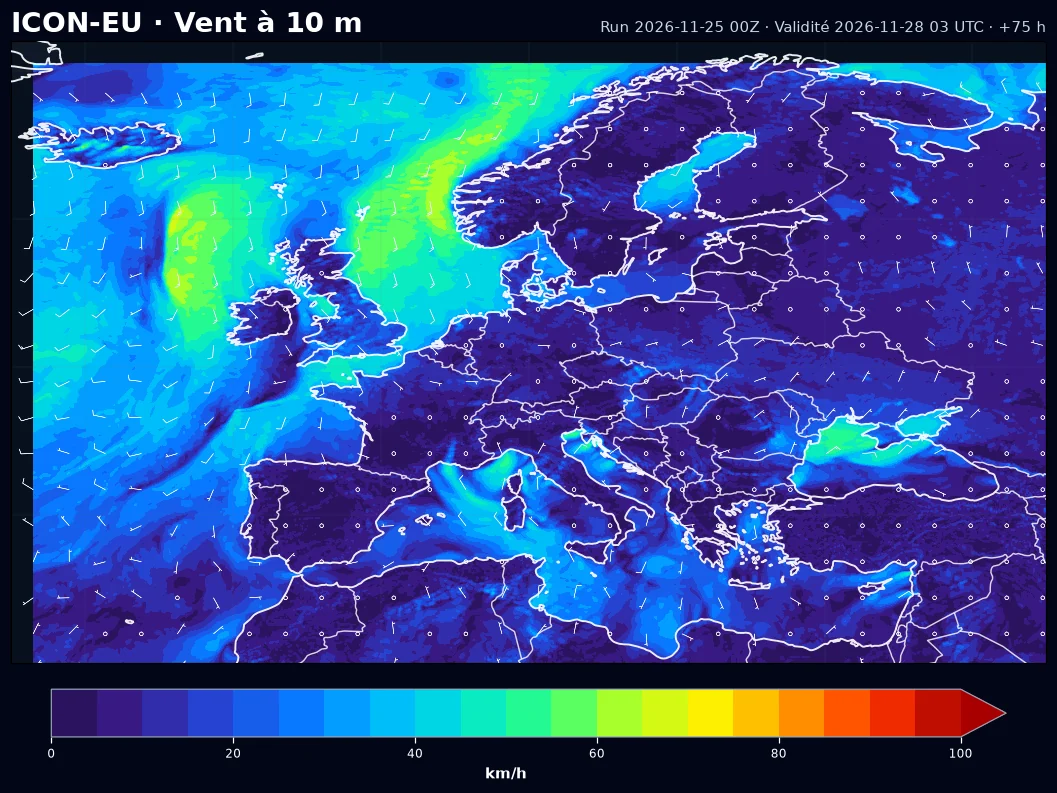 ICON-EU · Vent à 10 m
Run 2026-11-25 00Z · Validité 2026-11-28 03 UTC · +75 h
0 20 40 60 80 100
km/h